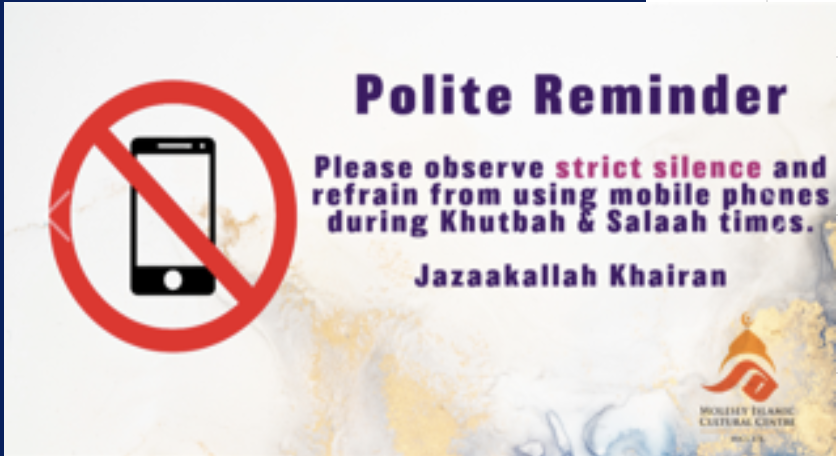 Polite Reminder
Please observe strict silence and
refrain from using mobile phones
during Khutbah & Salaah times.
Jazaakallah Khairan
MOLESEY ISLAMIC
CULTURAL CENTRE